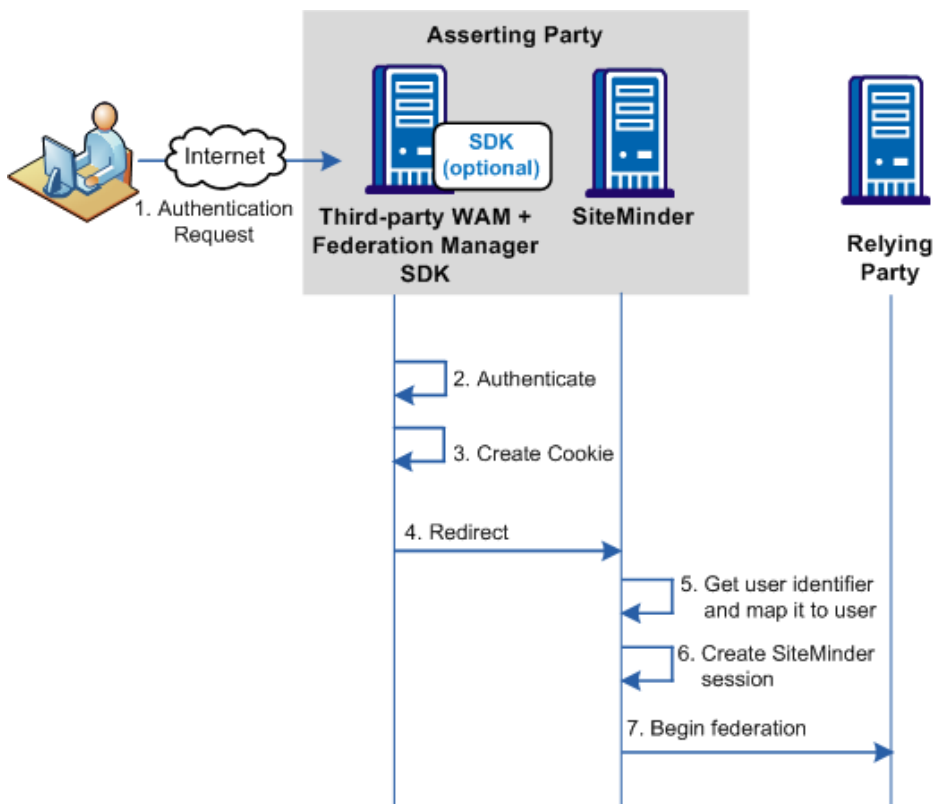 Asserting Party
Internet
SDK
(optional)
1. Authentication
Request
Third-party WAM +
Federation Manager
SDK
SiteMinder
Relying
Party
2. Authenticate
3. Create Cookie
4. Redirect
5. Get user identifier
and map it to user
6. Create SiteMinder
session
7. Begin federation